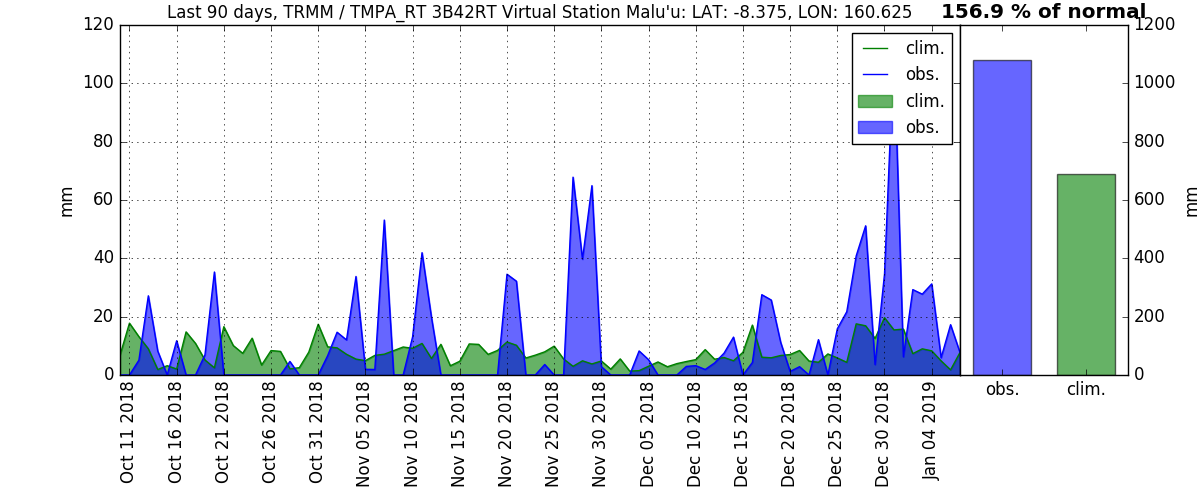 Last 90 days, TRMM / TMPA_RT 3B42RT Virtual Station Malu'u: LAT: -8.375, LON: 160.625
156.9 % of normal
120
100
80
60
40
20
0
mm
clim.
obs.
clim.
obs.
1200
1000
800
600
400
200
0
mm
Oct 11 2018
Oct 16 2018
Oct 21 2018
Oct 26 2018
Oct 31 2018
Nov 05 2018
Nov 10 2018
Nov 15 2018
Nov 20 2018
Nov 25 2018
Nov 30 2018
Dec 05 2018
Dec 10 2018
Dec 15 2018
Dec 20 2018
Dec 25 2018
Dec 30 2018
Jan 04 2019
obs.
clim.